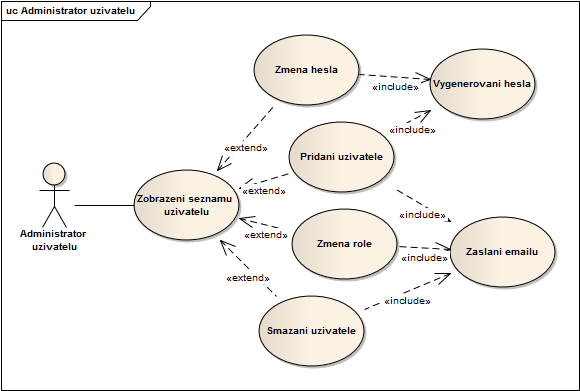 uc Administrator uzivatelu
Zmena hesla
«include»
Vygenerovani hesla
«extend»
«include»
Pridani uzivatele
«extend»
Zobrazeni seznamu
uzivatelu
Administrator
uzivatelu
«include»
«extend»
Zmena role
«include»
Zaslani emailu
«extend»
«include»
Smazani uzivatele